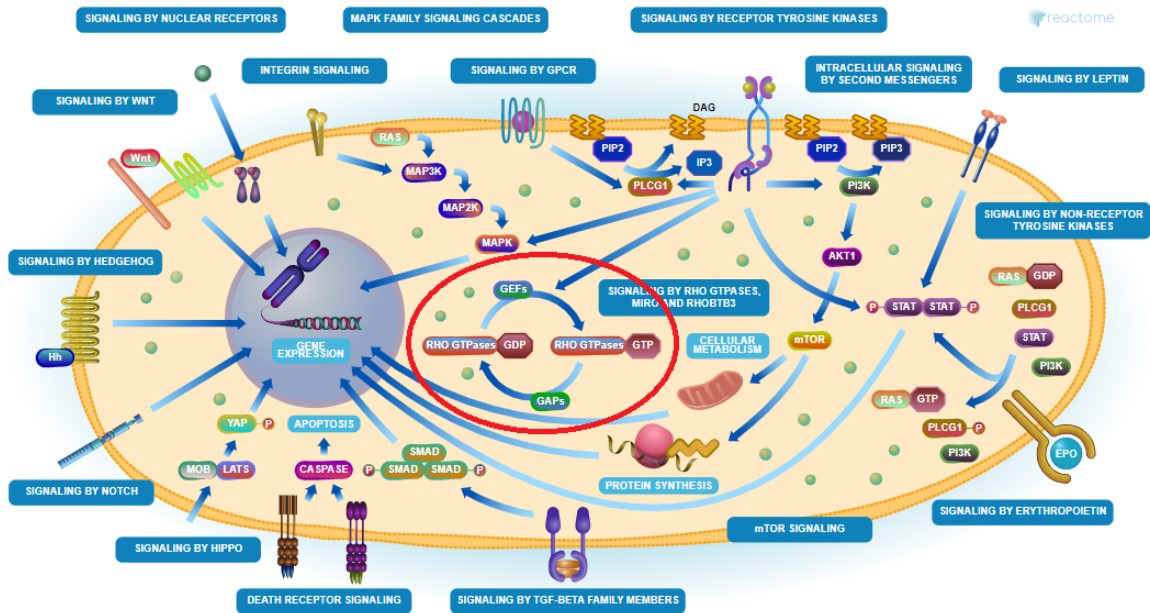 SIGNALING BY NUCLEAR RECEPTORS
MAPK FAMILY SIGNALING CASCADES
SIGNALING BY RECEPTOR TYROSINE KINASES
reactome
INTEGRIN SIGNALING
SIGNALING BY GPCR
INTRACELLULAR SIGNALING
BY SECOND MESSENGERS
SIGNALING BY LEPTIN
SIGNALING BY WNT
DAG
RAS
PIP2
IP3
PIP2
PIP3
Wnt
MAP3K
PLCG1
PI3K
MAP2K
SIGNALING BY NON-RECEPTOR
TYROSINE KINASES
MAPK
AKT1
SIGNALING BY HEDGEHOG
GEFs
SIGNALING BY RHO GTPASES,
MIRO AND RHOBTB3
RAS
GDP
P
STAT
STAT
P
PLCG1
GENE
EXPRESSION
RHO GTPases
GDP
RHO GTPases
GTP
CELLULAR
METABOLISM
mTOR
STAT
Hh
PI3K
GAPs
RAS
GTP
YAP
P
APOPTOSIS
PLCG1
P
SMAD
PI3K
EPO
MOB
LATS
CASPASE
P
SMAD
SMAD
P
PROTEIN SYNTHESIS
SIGNALING BY NOTCH
SIGNALING BY ERYTHROPOIETIN
mTOR SIGNALING
SIGNALING BY HIPPO
DEATH RECEPTOR SIGNALING
SIGNALING BY TGF-BETA FAMILY MEMBERS